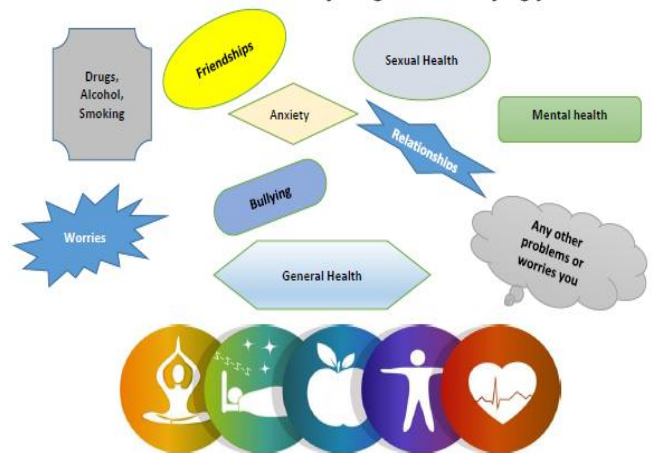 Friendships
Sexual Health
Drugs,
Alcohol,
Smoking
Anxiety
Mental health
Relationships
Bullying
Worries
Any other
problems or
worries you
General Health